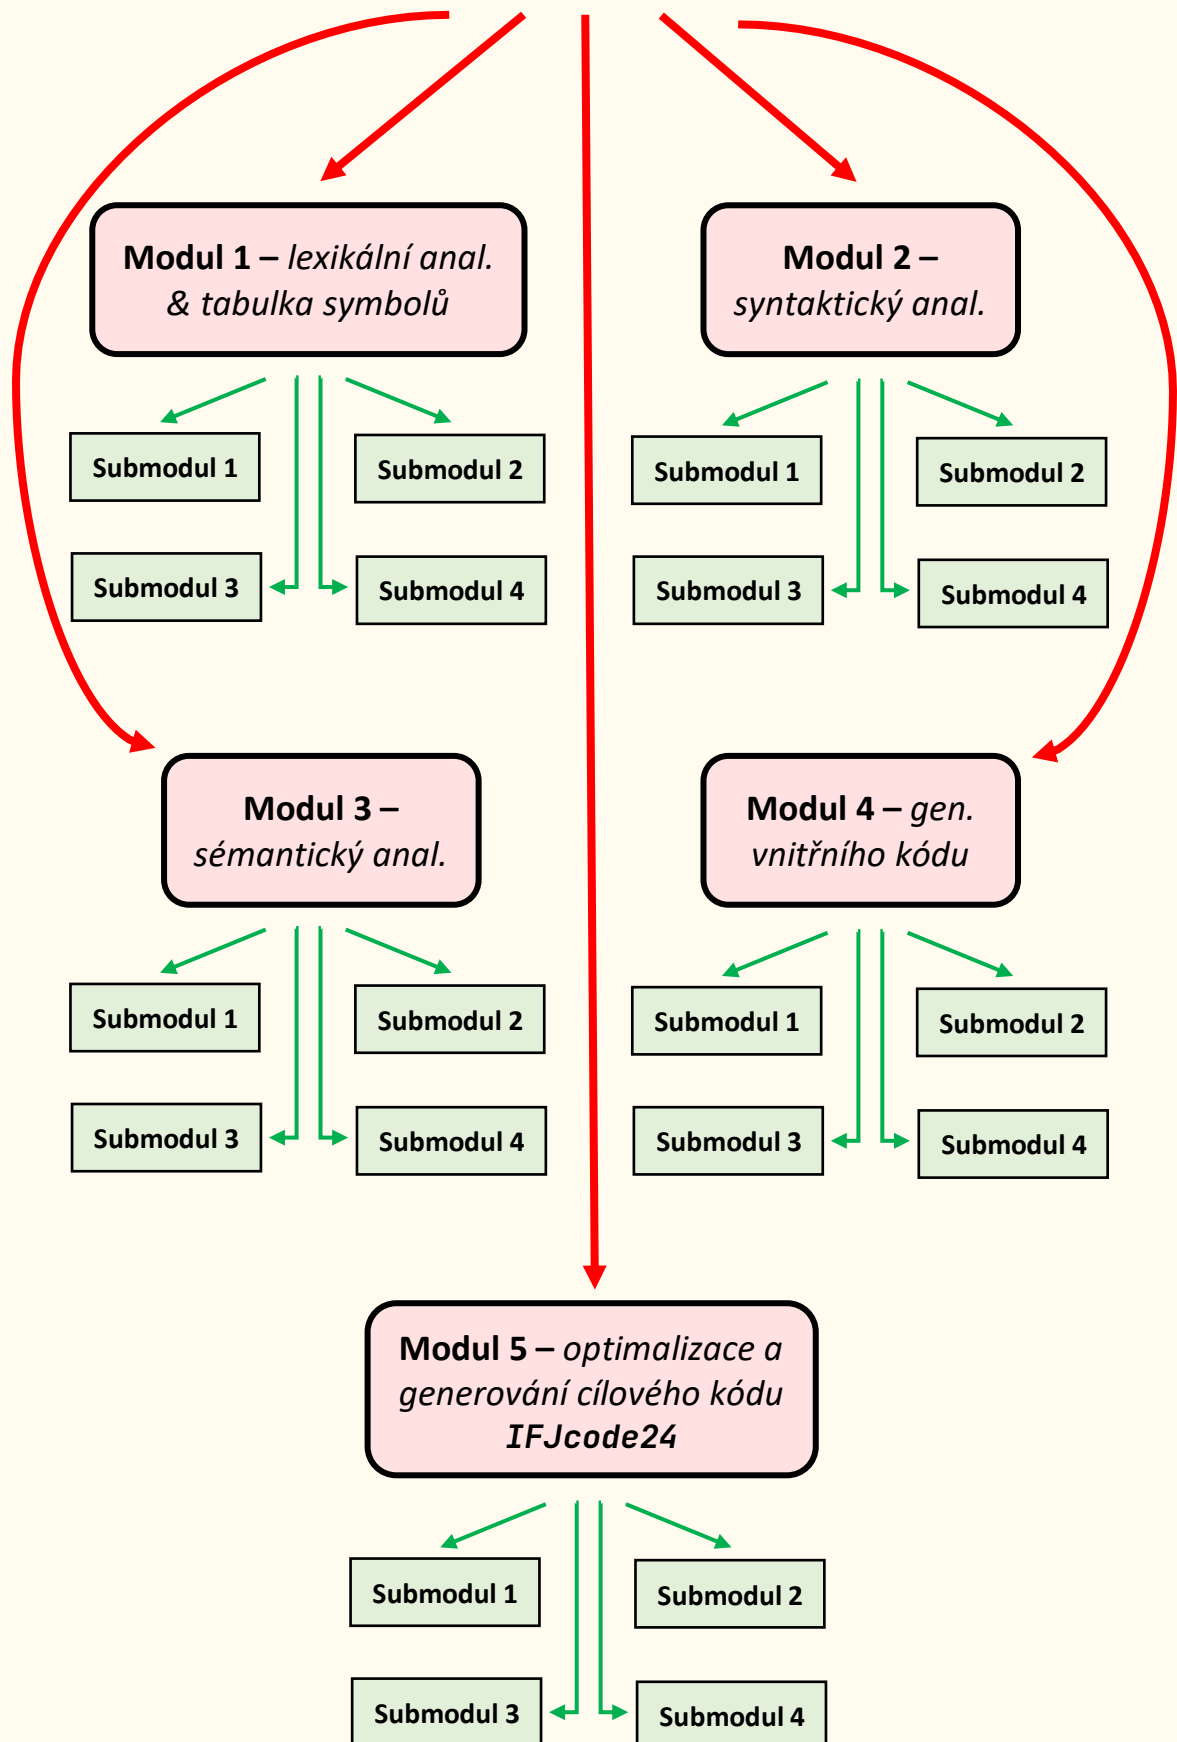 Modul 1 – lexikální anal.
& tabulka symbolů
Modul 2 –
syntaktický anal.
Submodul 1
Submodul 2
Submodul 3
Submodul 4
Submodul 1
Submodul 2
Submodul 3
Submodul 4
Modul 3 –
sémantický anal.
Modul 4 – gen.
vnitřního kódu
Submodul 1
Submodul 2
Submodul 3
Submodul 4
Submodul 1
Submodul 2
Submodul 3
Submodul 4
Modul 5 – optimalizace a
generování cílového kódu
IFJcode24
Submodul 1
Submodul 2
Submodul 3
Submodul 4